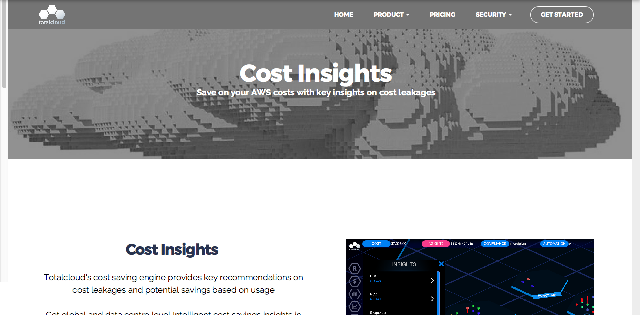 totalcloud
HOME PRODUCT PRICING SECURITY GET STARTED
Cost Insights
Save on your AWS costs with key insights on cost leakages
Cost Insights
Totalcloud's cost saving engine provides key recommendations on
cost leakages and potential savings based on usage
Get global and data centre level intelligent cost savings insights in
INSIGHTS